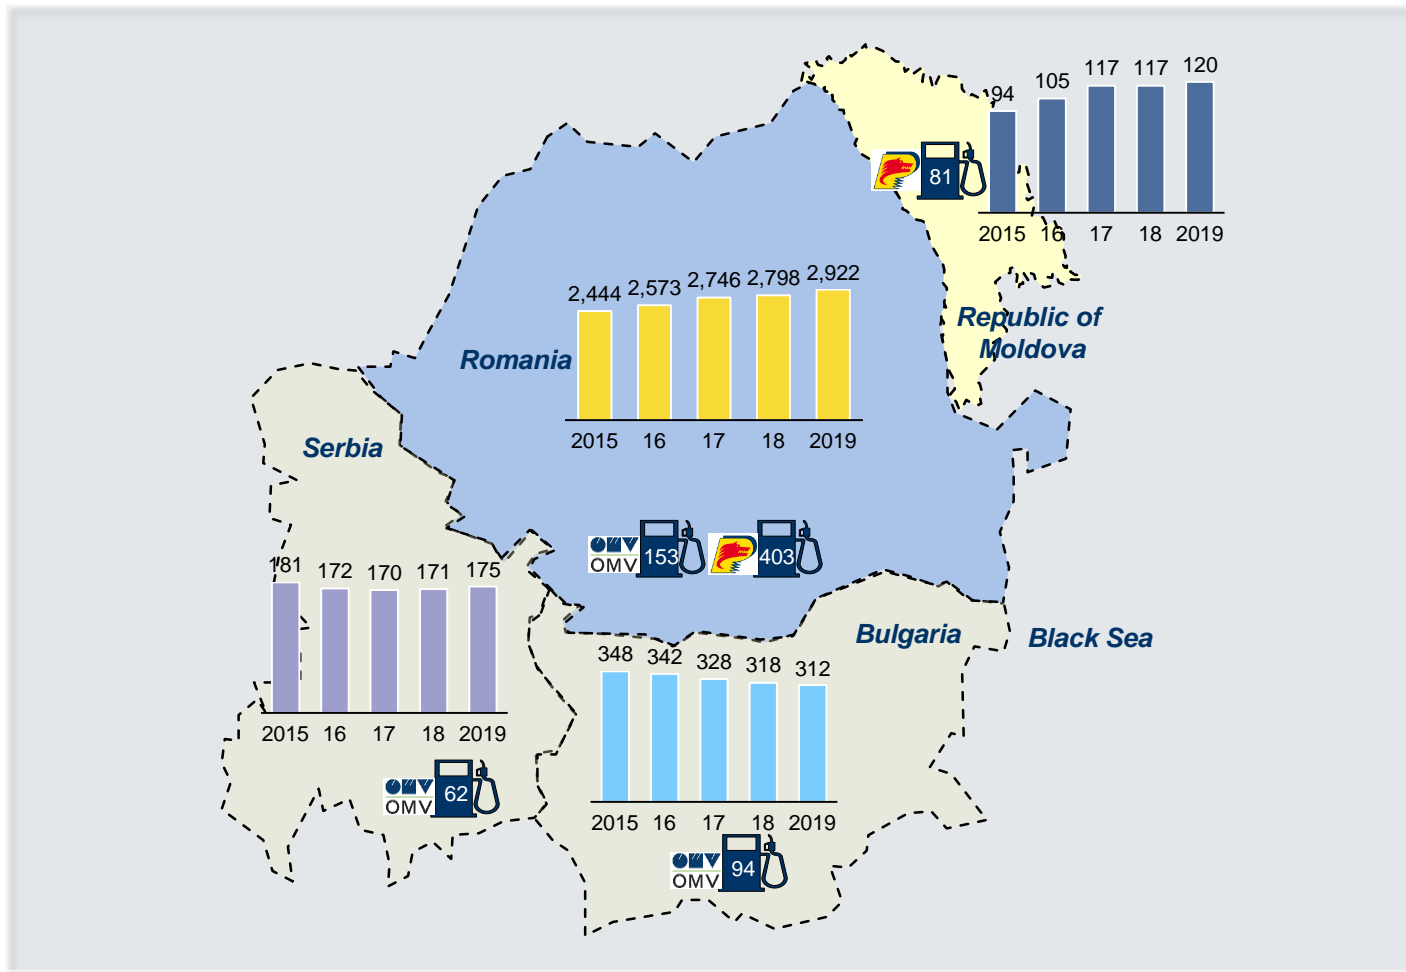 94 105 117 117 120
81
2015 16 17 18 2019
Republic of
Moldova
2,444 2,573 2,746 2,798 2,922
Romania
2015 16 17 18 2019
Serbia
OMV 153 403
181 172 170 171 175
2015 16 17 18 2019
OMV 62
Bulgaria
Black Sea
348 342 328 318 312
2015 16 17 18 2019
OMV 94